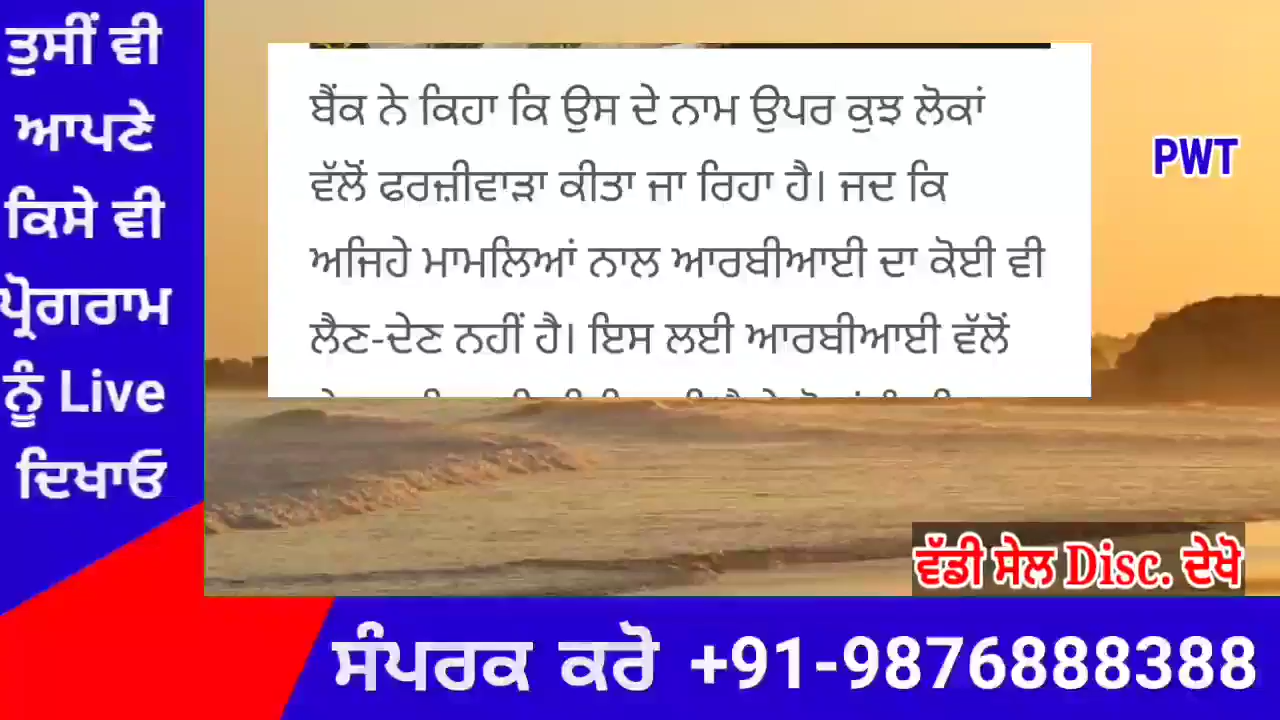 ਤੁਸੀਂ ਵੀ
ਆਪਣੇ
ਕਿਸੇ ਵੀ
ਪ੍ਰੋਗਰਾਮ
ਨੂੰ Live
ਦਿਖਾਓ
ਬੈਂਕ ਨੇ ਕਿਹਾ ਕਿ ਉਸ ਦੇ ਨਾਮ ਉਪਰ ਕੁਝ ਲੋਕਾਂ
ਵੱਲੋਂ ਫਰਜ਼ੀਵਾੜਾ ਕੀਤਾ ਜਾ ਰਿਹਾ ਹੈ। ਜਦ ਕਿ
ਅਜਿਹੇ ਮਾਮਲਿਆਂ ਨਾਲ ਆਰਬੀਆਈ ਦਾ ਕੋਈ ਵੀ
ਲੈਣ-ਦੇਣ ਨਹੀਂ ਹੈ। ਇਸ ਲਈ ਆਰਬੀਆਈ ਵੱਲੋਂ
PWT
ਵੱਡੀ ਸੇਲ Disc. ਦੇਖੋ
ਸੰਪਰਕ ਕਰੋ +91-9876888388